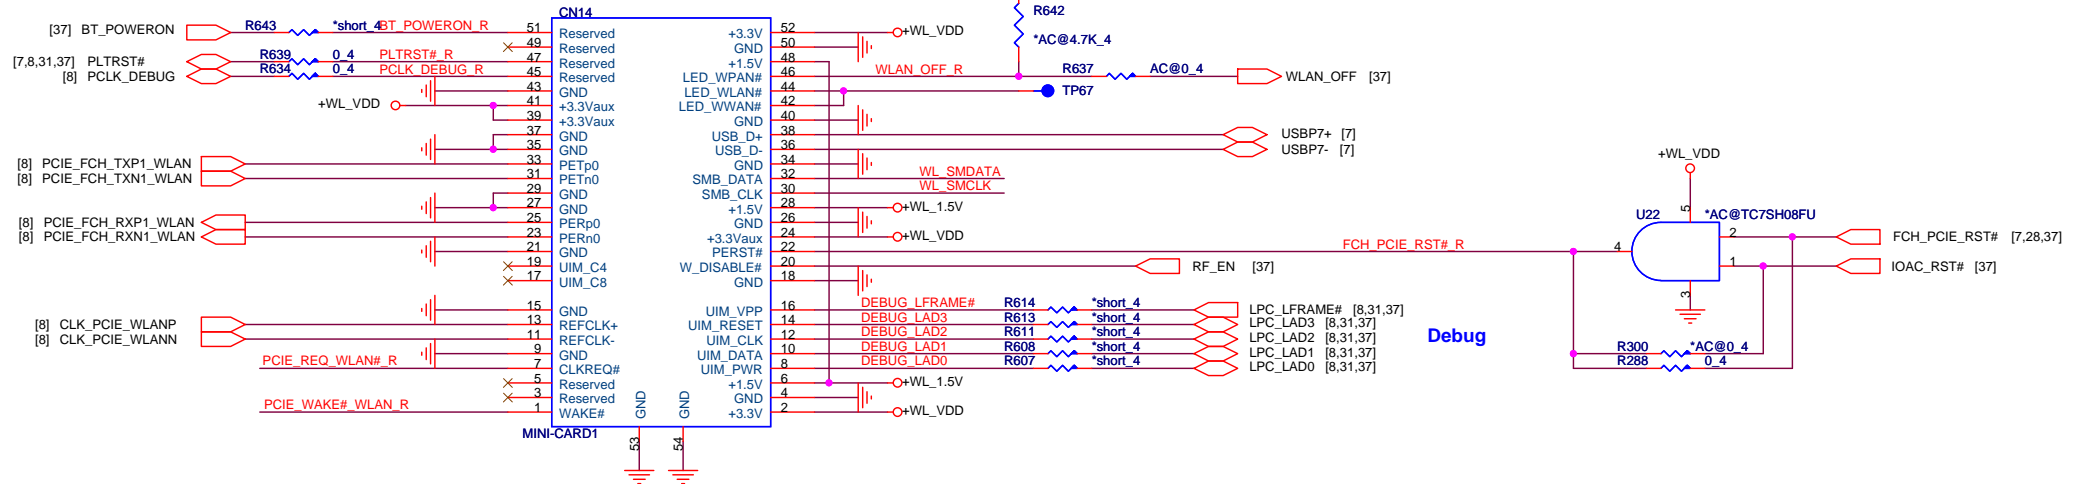 CN14
R642
*AC@4.7K_4
[37] BT_POWERON
R643 *short_4 BT_POWERON_R 51 Reserved
+3.3V 52 +WL_VDD
49 Reserved
GND 50
[7,8,31,37] PLTRST# R639 0_4 PLTRST#_R 47 Reserved
+1.5V 48
[8] PCLK_DEBUG R634 0_4 PCLK_DEBUG_R 45 Reserved
LED_WPAN# 46 WLAN_OFF_R R637 AC@0_4 WLAN_OFF [37]
43 GND
LED_WLAN# 44 TP67
+WL_VDD 41 +3.3Vaux
LED_WWAN# 42
39 +3.3Vaux
GND 40
37 GND
USB_D+ 38 USBP7+ [7]
35 GND
USB_D- 36 USBP7- [7]
[8] PCIE_FCH_TXP1_WLAN 33 PETp0
GND 34
[8] PCIE_FCH_TXN1_WLAN 31 PETn0
SMB_DATA 32 WL_SMDATA
29 GND
SMB_CLK 30 WL_SMCLK
27 GND
+1.5V 28 +WL_1.5V
[8] PCIE_FCH_RXP1_WLAN 25 PERp0
GND 26
[8] PCIE_FCH_RXN1_WLAN 23 PERn0
+3.3Vaux 24 +WL_VDD
21 GND
PERST# 22 FCH_PCIE_RST#_R
19 UIM_C4
W_DISABLE# 20 RF_EN [37]
17 UIM_C8
GND 18
15 GND
UIM_VPP 16 DEBUG_LFRAME# R614 *short_4 LPC_LFRAME# [8,31,37]
[8] CLK_PCIE_WLANP 13 REFCLK+
UIM_RESET 14 DEBUG_LAD3 R613 *short_4 LPC_LAD3 [8,31,37]
[8] CLK_PCIE_WLANN 11 REFCLK-
UIM_CLK 12 DEBUG_LAD2 R611 *short_4 LPC_LAD2 [8,31,37]
9 GND
UIM_DATA 10 DEBUG_LAD1 R608 *short_4 LPC_LAD1 [8,31,37]
PCIE_REQ_WLAN#_R 7 CLKREQ#
UIM_PWR 8 DEBUG_LAD0 R607 *short_4 LPC_LAD0 [8,31,37]
5 Reserved
+1.5V 6 +WL_1.5V
3 Reserved
GND 4
PCIE_WAKE#_WLAN_R 1 WAKE#
+3.3V 2 +WL_VDD
GND GND
MINI-CARD1
53 54
Debug
+WL_VDD
5
U22 *AC@TC7SH08FU
4 2 FCH_PCIE_RST# [7,28,37]
1 IOAC_RST# [37]
3
R300 *AC@0_4
R288 0_4